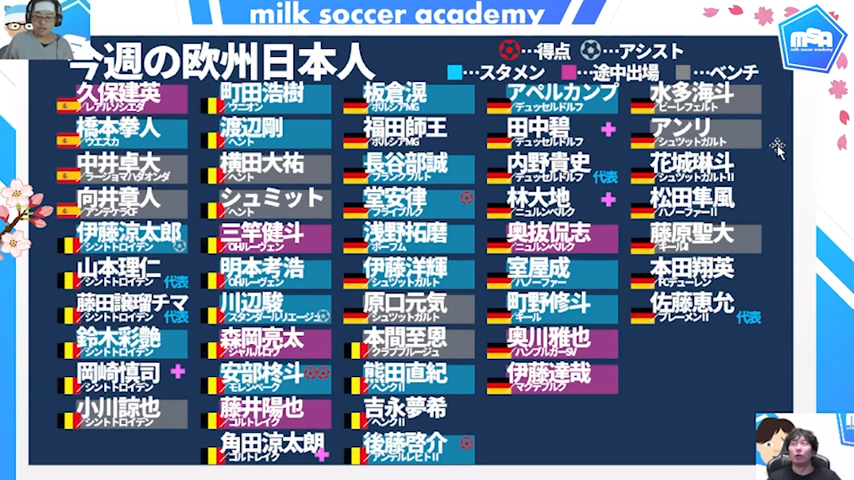 milk soccer academy
MSA
milk soccer academy
今週の欧州日本人
…得点 …アシスト
…スタメン …途中出場 …ベンチ
久保建英
レアルソシエダ
橋本拳人
ウエスカ
中井卓大
ラージョマハダオンダ
向井章人
アンデケラCF
伊藤涼太郎
シントトロイデン
山本理仁
シントトロイデン 代表
藤田譲瑠チマ
シントトロイデン 代表
鈴木彩艶
シントトロイデン
岡崎慎司
シントトロイデン
小川諒也
シントトロイデン
町田浩樹
ウニオン
渡辺剛
ヘント
横田大祐
ヘント
シュミット
ヘント
三竿健斗
OHルーヴェン
明本考浩
OHルーヴェン
川辺駿
スタンダールリエージュ
森岡亮太
シャルルロワ
安部柊斗
モレンベーク
藤井陽也
コルトレイク
角田涼太朗
コルトレイク
板倉滉
ボルシアMG
福田師王
ボルシアMG
長谷部誠
フランクフルト
堂安律
フライブルク
浅野拓磨
ボーフム
伊藤洋輝
シュツットガルト
原口元気
シュツットガルト
本間至恩
クラブブルージュ
熊田直紀
ヘンクII
吉永夢希
ヘンクII
後藤啓介
アンデルレヒトII
アペルカンプ
デュッセルドルフ
田中碧
デュッセルドルフ
内野貴史
デュッセルドルフ 代表
林大地
ニュルンベルク
奥抜侃志
ニュルンベルク
室屋成
ハノーファー
町野修斗
キール
奥川雅也
ハンブルガーSV
伊藤達哉
マクデブルク
水多海斗
ビーレフェルト
アンリ
シュツットガルト
花城琳斗
シュツットガルトII
松田隼風
ハノーファーII
藤原聖大
キールII
本田翔英
FCデューレン
佐藤恵允
ブレーメンII 代表